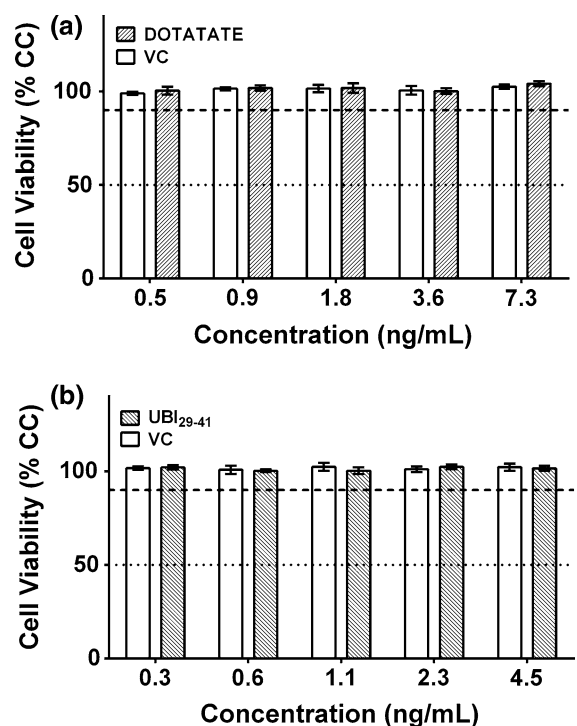 (a)
DOTATATE
VC
Cell Viability (% CC)
100
50
0
0.5 0.9 1.8 3.6 7.3
Concentration (ng/mL)
(b)
UBI29-41
VC
Cell Viability (% CC)
100
50
0
0.3 0.6 1.1 2.3 4.5
Concentration (ng/mL)